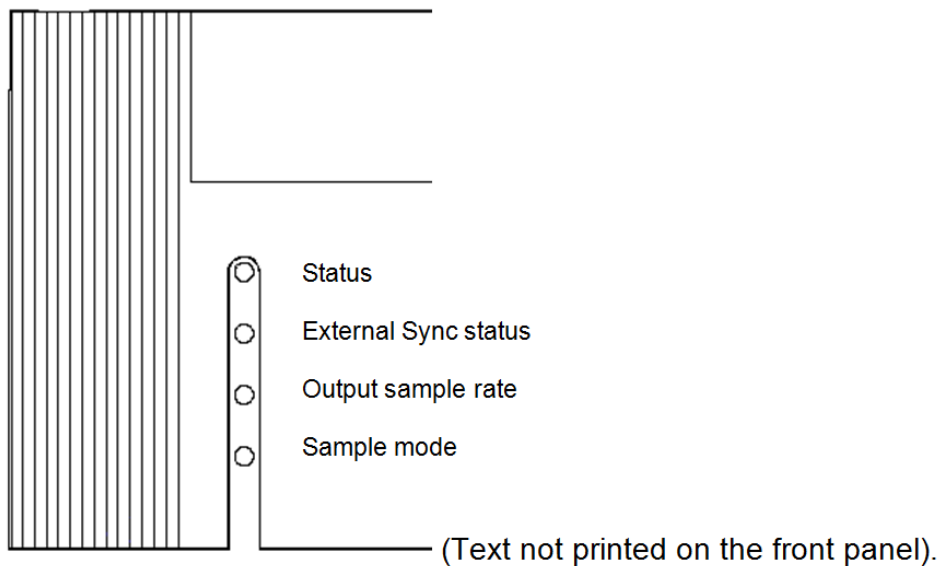 Status
External Sync status
Output sample rate
Sample mode
(Text not printed on the front panel).